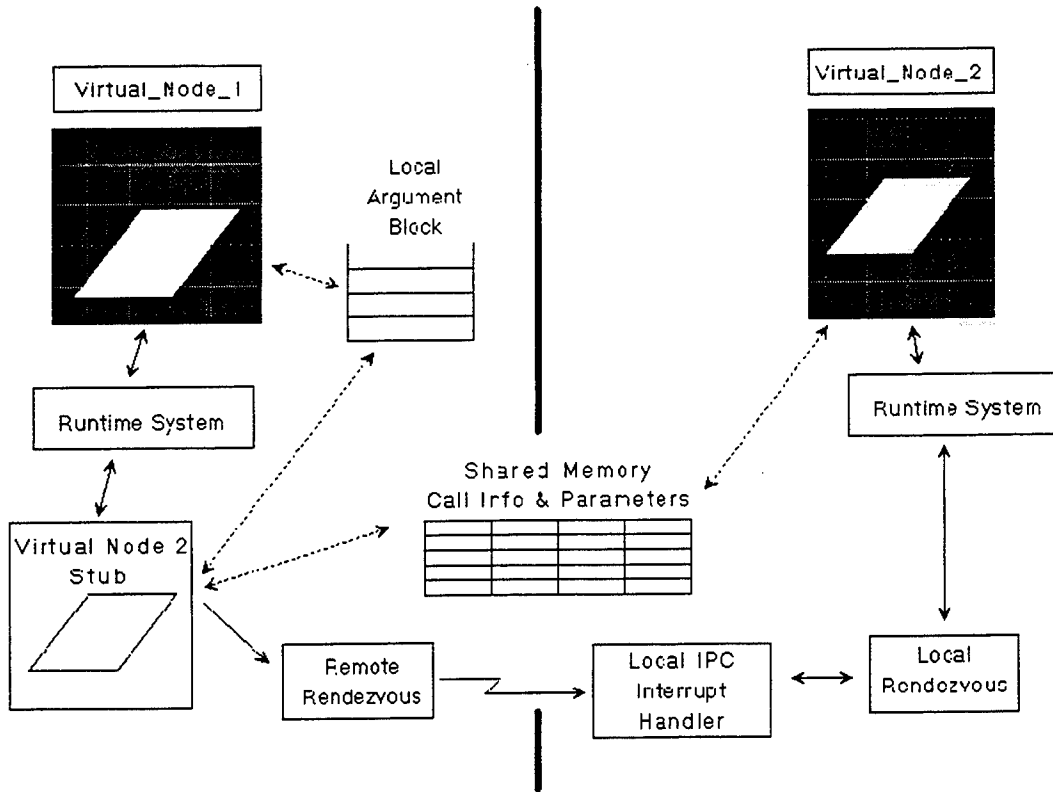 Virtual_Node_1
Virtual_Node_2
Local
Argument
Block
Runtime System
Runtime System
Shared Memory
Call Info & Parameters
Virtual Node 2
Stub
Remote
Rendezvous
Local IPC
Interrupt
Handler
Local
Rendezvous